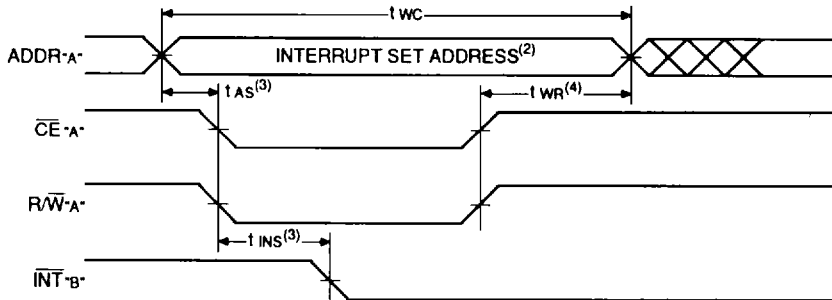 t WC
ADDR"A" INTERRUPT SET ADDRESS(2)
t AS(3) t WR(4)
CE "A"
R/W"A"
t INS(3)
INT "B"